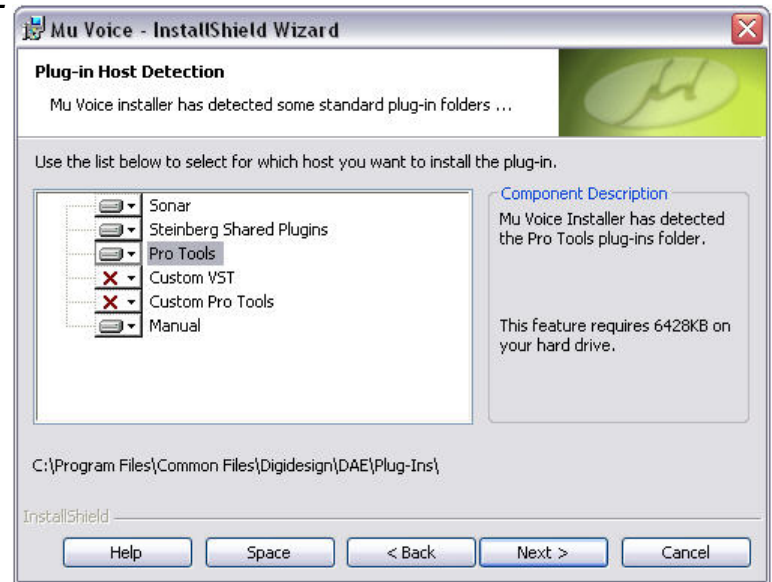 Mu Voice - InstallShield Wizard
Plug-in Host Detection
Mu Voice installer has detected some standard plug-in folders ...
Use the list below to select for which host you want to install the plug-in.
Sonar
Steinberg Shared Plugins
Pro Tools
Custom VST
Custom Pro Tools
Manual
Component Description
Mu Voice Installer has detected
the Pro Tools plug-ins folder.
This feature requires 6428KB on
your hard drive.
C:\Program Files\Common Files\Digidesign\DAE\Plug-Ins\
InstallShield
Help
Space
< Back
Next >
Cancel